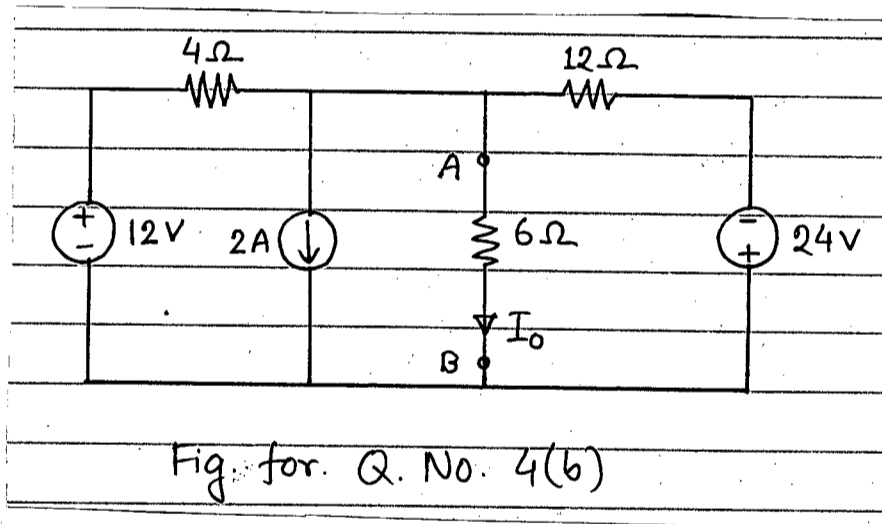 4Ω 12Ω
A
+ - 12V 2A 6Ω - + 24V
I₀
B
Fig. for. Q. No. 4(b)